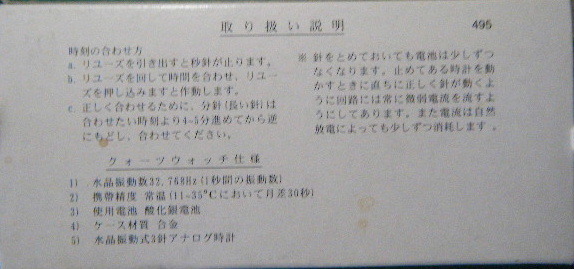 取り扱い説明
495
時刻の合わせ方
a. リューズを引き出すと秒針が止ります。
b. リューズを回して時間を合わせ、リュー
ズを押し込みますと作動します。
c. 正しく合わせるために、分針(長い針)は
合わせたい時刻より4~5分進めてから逆
にもどし、合わせてください。
※ 針をとめておいても電池は少しずつ
なくなります。止めてある時計を動
かすときに直ちに正しく針が動くよ
うに回路には常に微弱電流を流すよ
うにしてあります。また電流は自然
放電によっても少しずつ消耗します。
クォーツウォッチ仕様
1) 水晶振動数32,768Hz(1秒間の振動数)
2) 携帯精度 常温(11~35℃において月差30秒)
3) 使用電池 酸化銀電池
4) ケース材質 合金
5) 水晶振動式3針アナログ時計